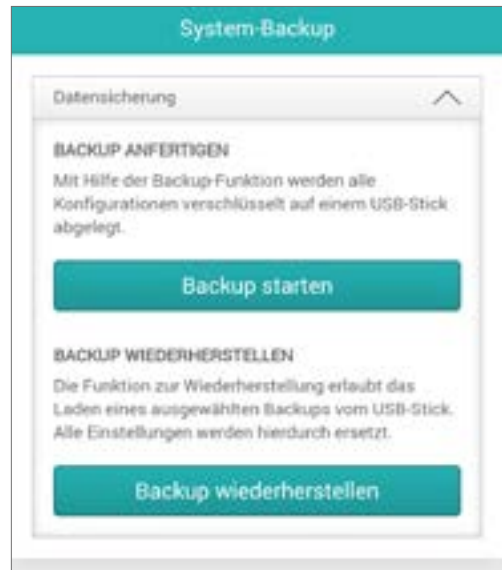 System-Backup
Datensicherung
BACKUP ANFERTIGEN
Mit Hilfe der Backup-Funktion werden alle
Konfigurationen verschlüsselt auf einem USB-Stick
abgelegt.
Backup starten
BACKUP WIEDERHERSTELLEN
Die Funktion zur Wiederherstellung erlaubt das
Laden eines ausgewählten Backups vom USB-Stick.
Alle Einstellungen werden hierdurch ersetzt.
Backup wiederherstellen